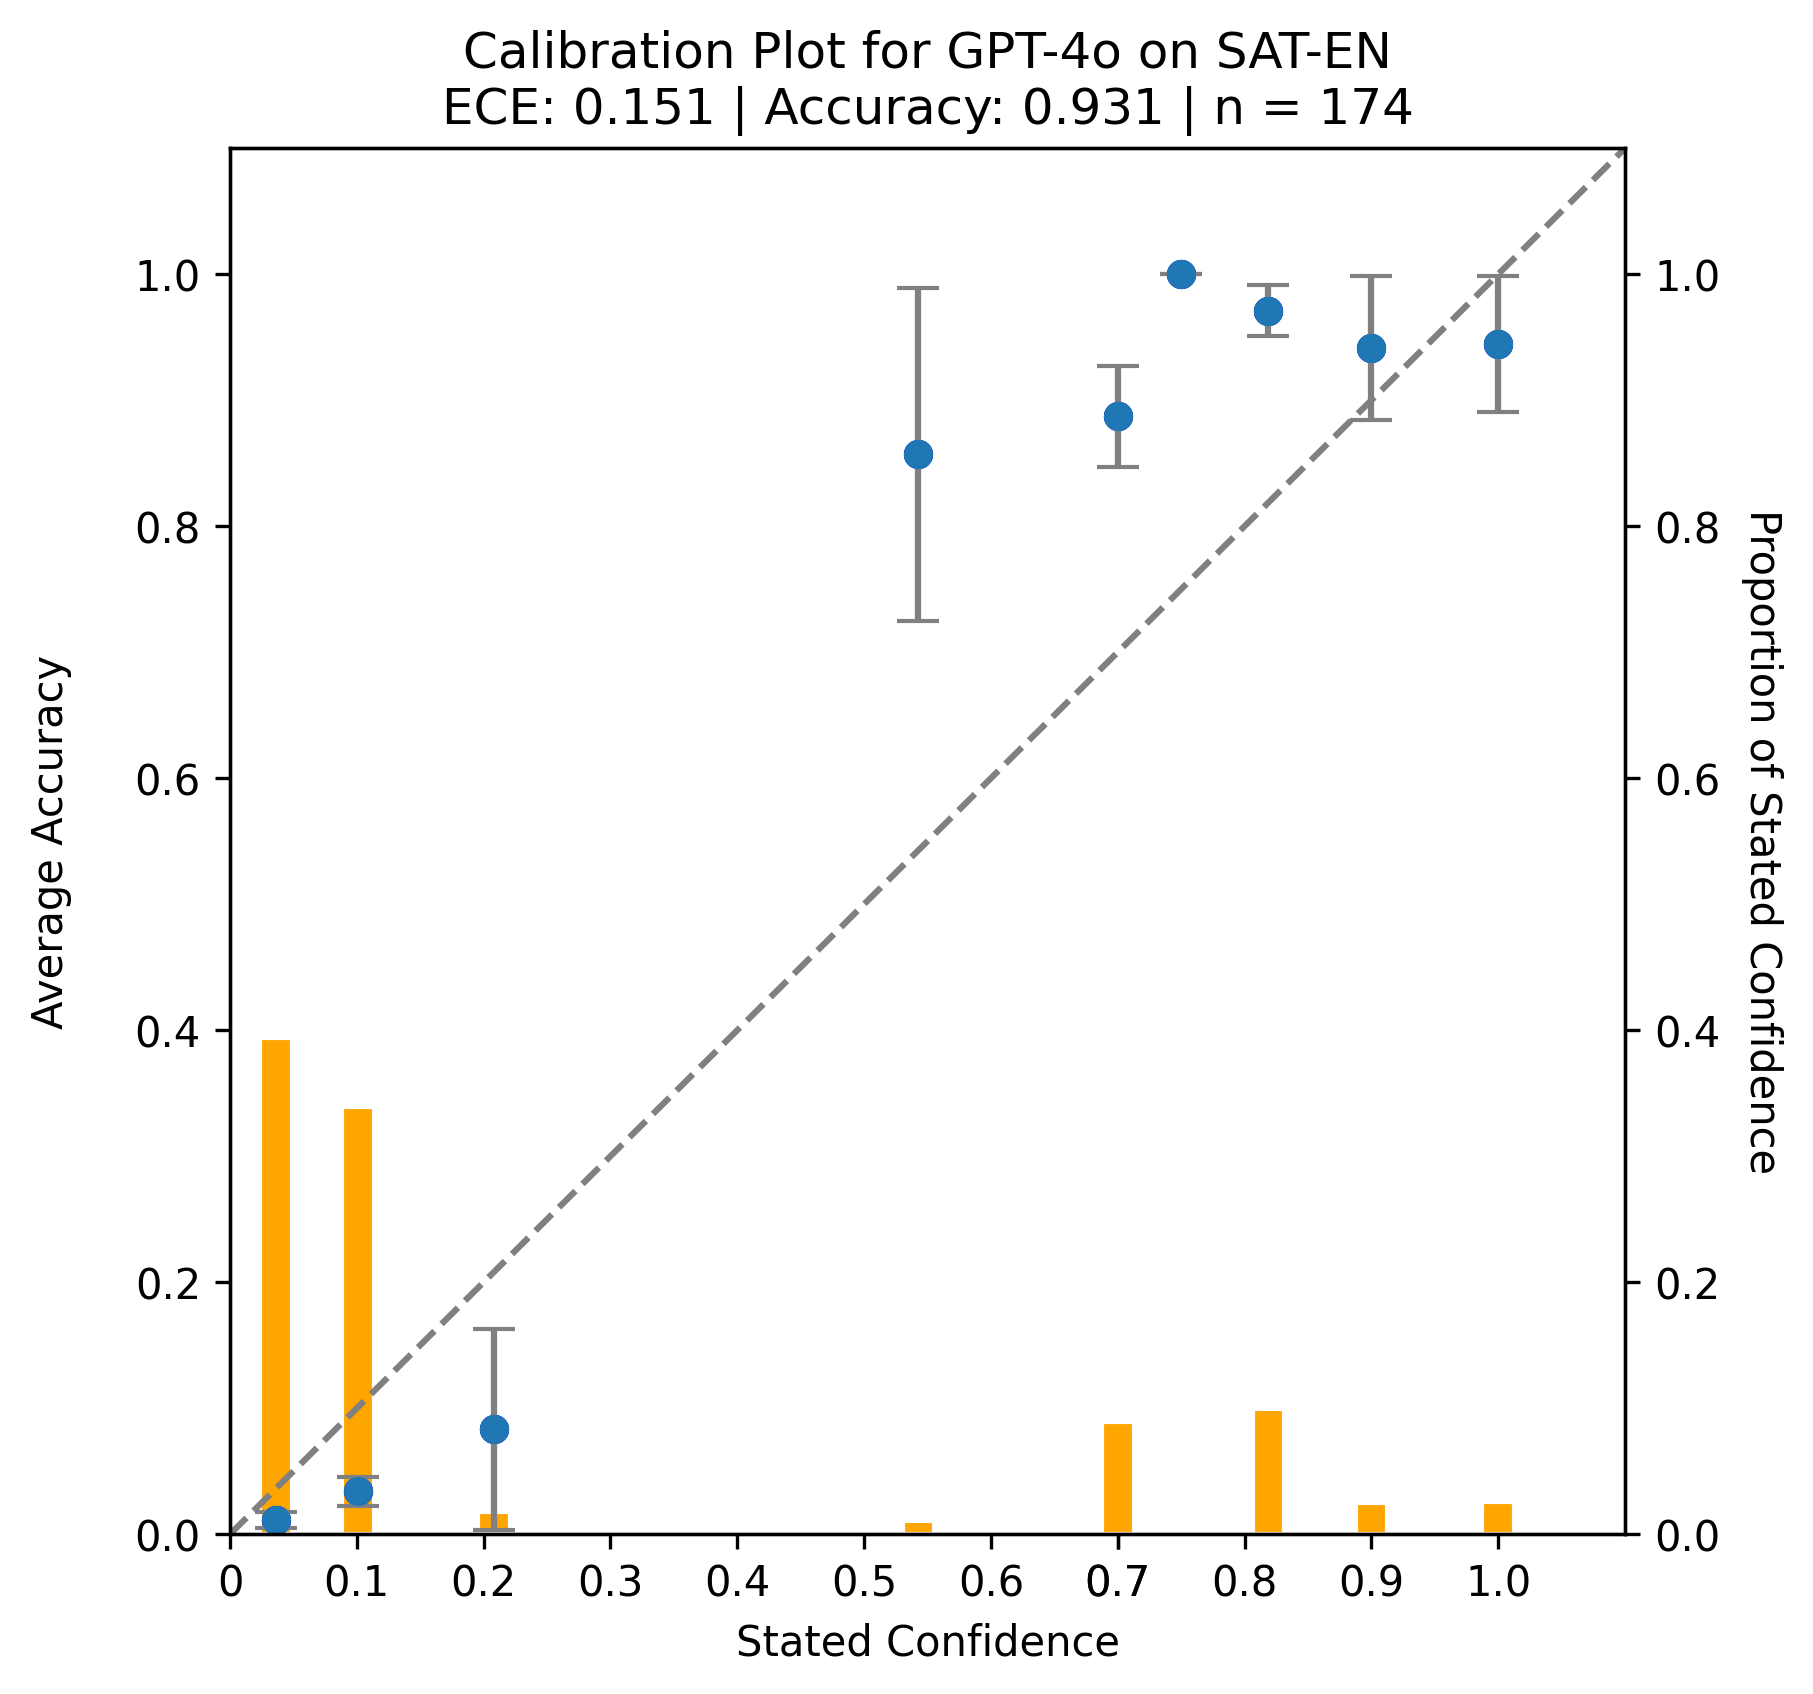 Calibration Plot for GPT-4o on SAT-EN
ECE: 0.151 | Accuracy: 0.931 | n = 174
Average Accuracy
1.0
0.8
0.6
0.4
0.2
0.0
1.0
0.8
0.6
0.4
0.2
0.0
Proportion of Stated Confidence
0 0.1 0.2 0.3 0.4 0.5 0.6 0.7 0.8 0.9 1.0
Stated Confidence